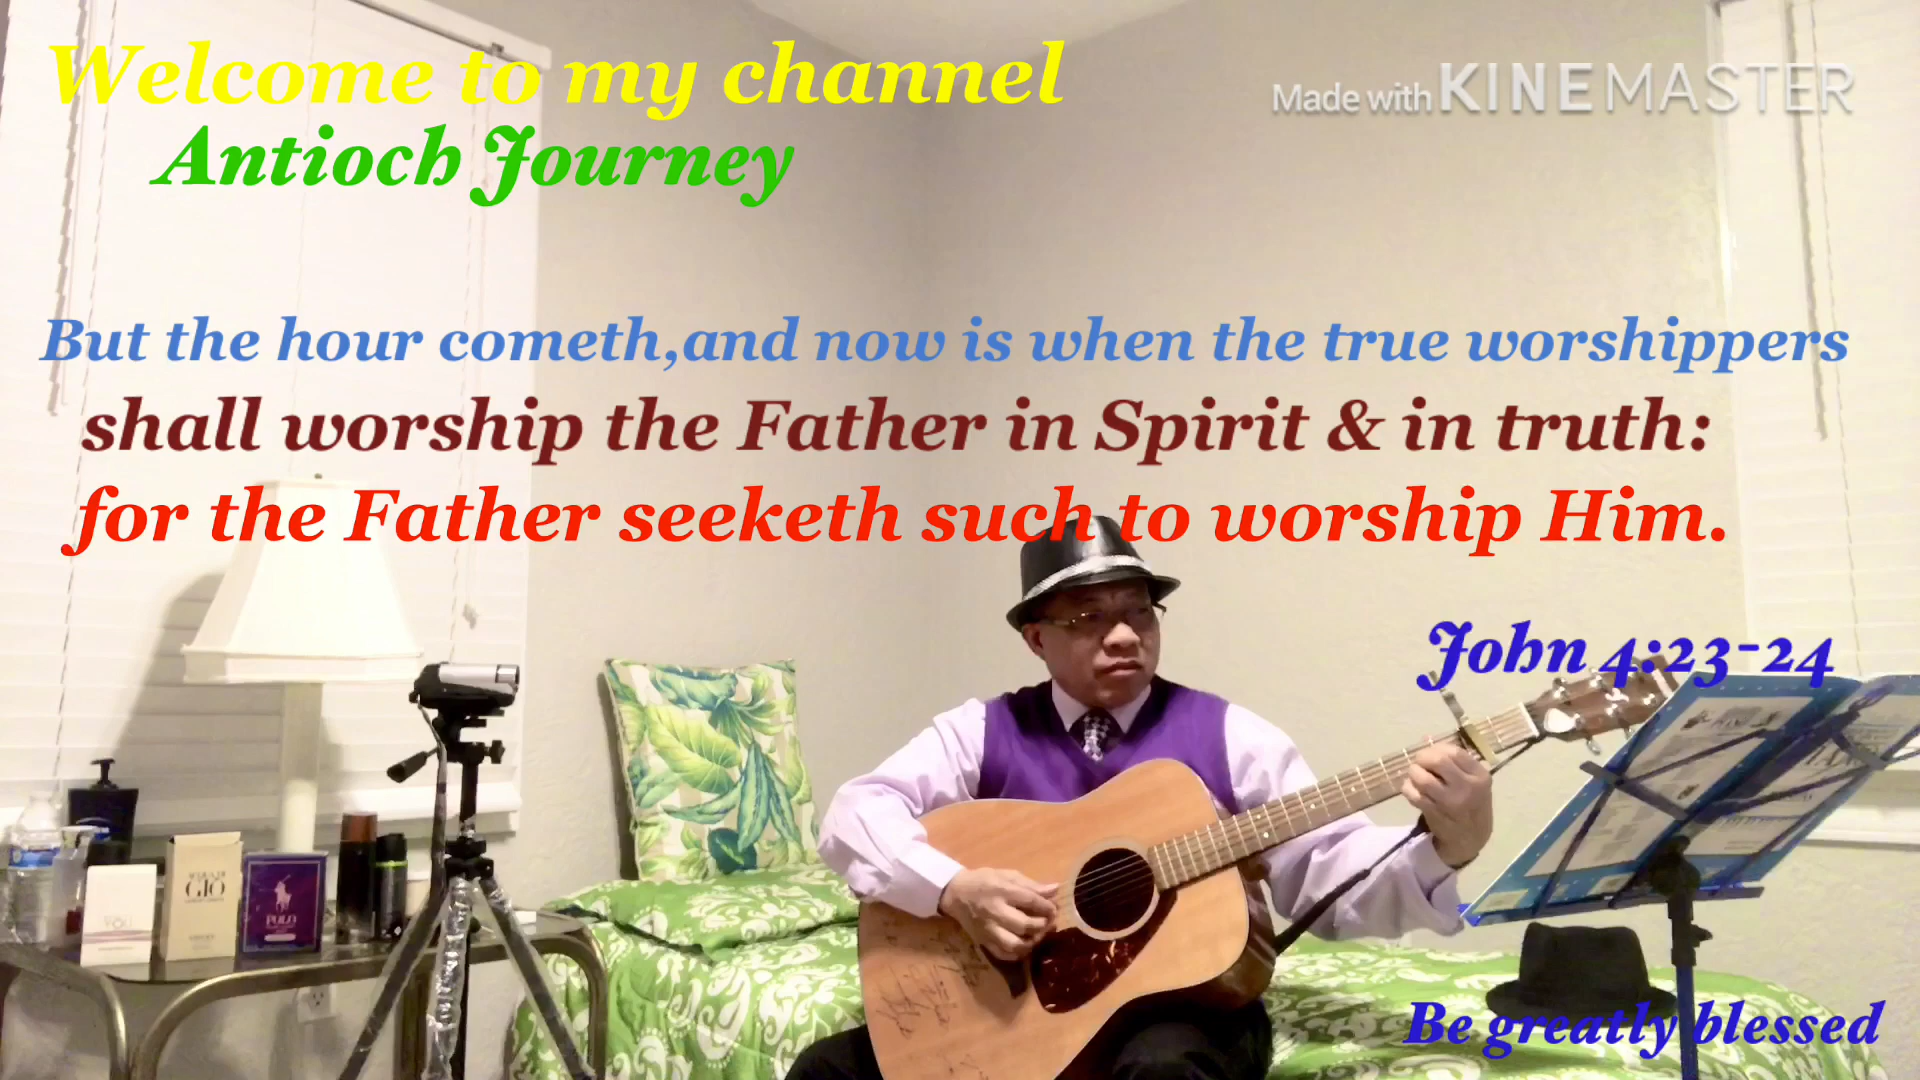 Welcome to my channel
Made with KINEMASTER
Antioch Journey
But the hour cometh,and now is when the true worshippers
shall worship the Father in Spirit & in truth:
for the Father seeketh such to worship Him.
John 4:23-24
GIO
POLO
Be greatly blessed